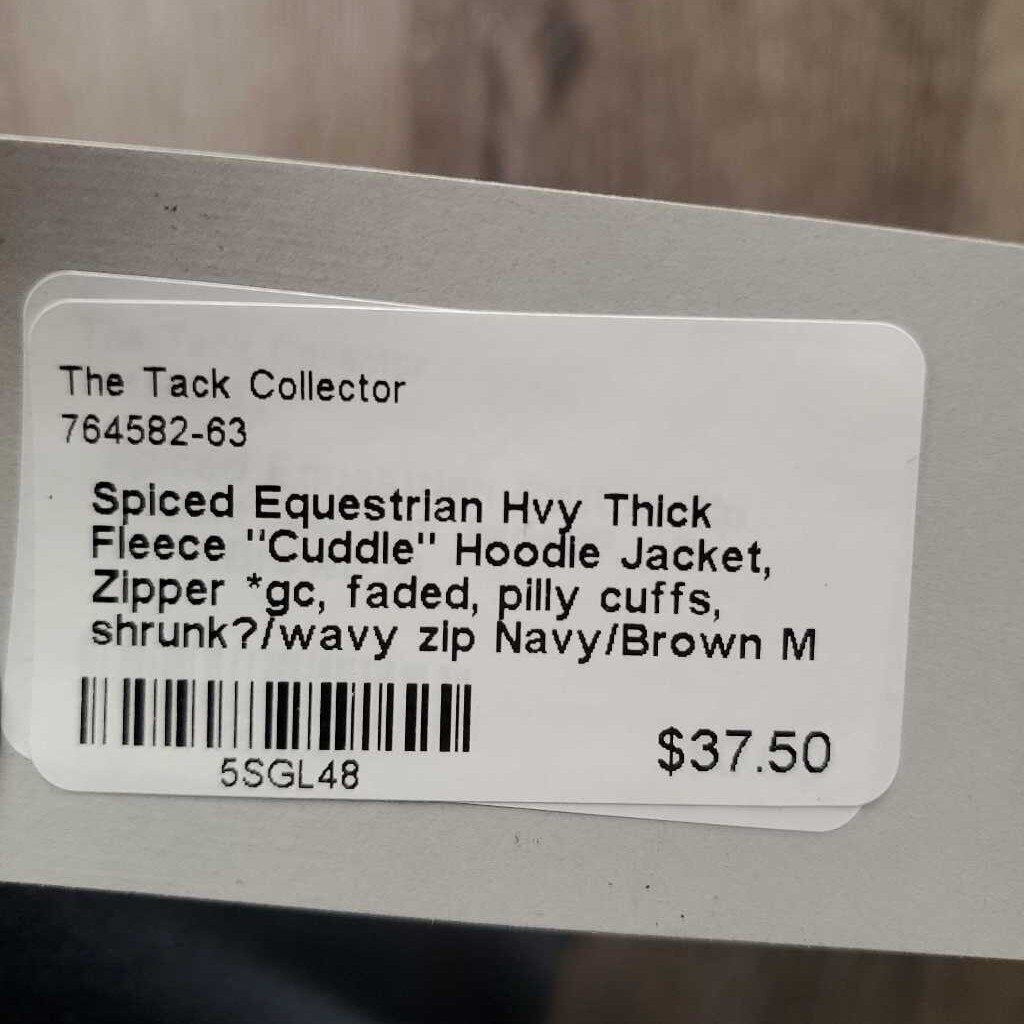 The Tack Collector
764582-63
Spiced Equestrian Hvy Thick
Fleece "Cuddle" Hoodie Jacket,
Zipper *gc, faded, pilly cuffs,
shrunk?/wavy zip Navy/Brown M
5SGL48
$37.50